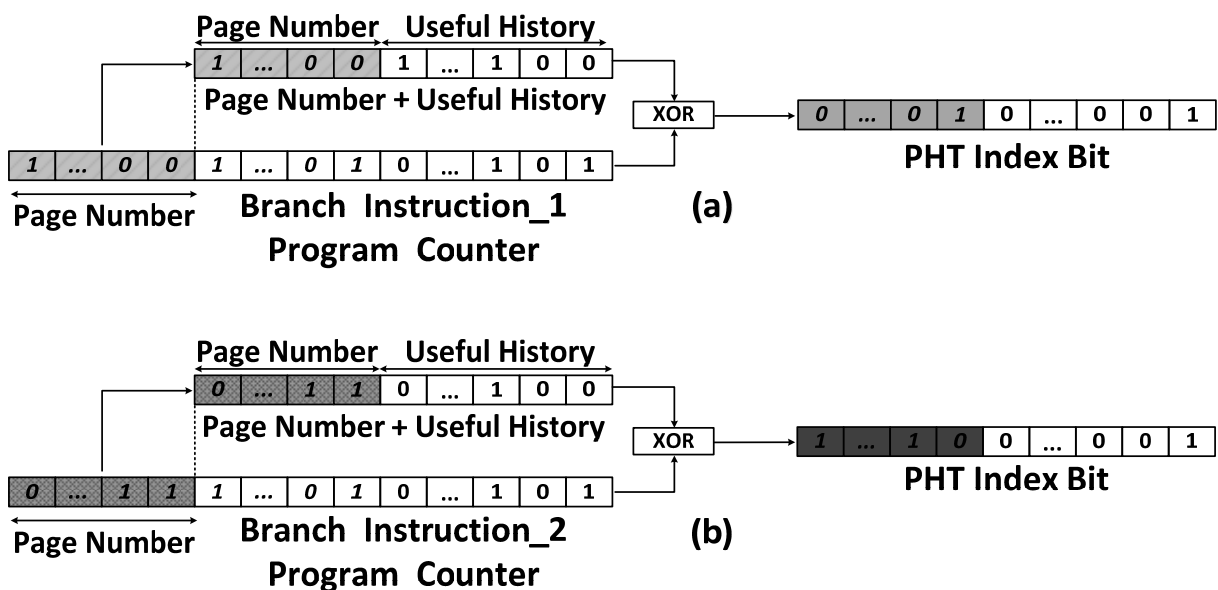 Page Number Useful History
1 ... 0 0 1 ... 1 0 0
Page Number + Useful History
XOR
0 ... 0 1 0 ... 0 0 1
PHT Index Bit
1 ... 0 0 1 ... 0 1 0 ... 1 0 1
Page Number
Branch Instruction_1
Program Counter
(a)
Page Number Useful History
0 ... 1 1 0 ... 1 0 0
Page Number + Useful History
XOR
1 ... 1 0 0 ... 0 0 1
PHT Index Bit
0 ... 1 1 1 ... 0 1 0 ... 1 0 1
Page Number
Branch Instruction_2
Program Counter
(b)